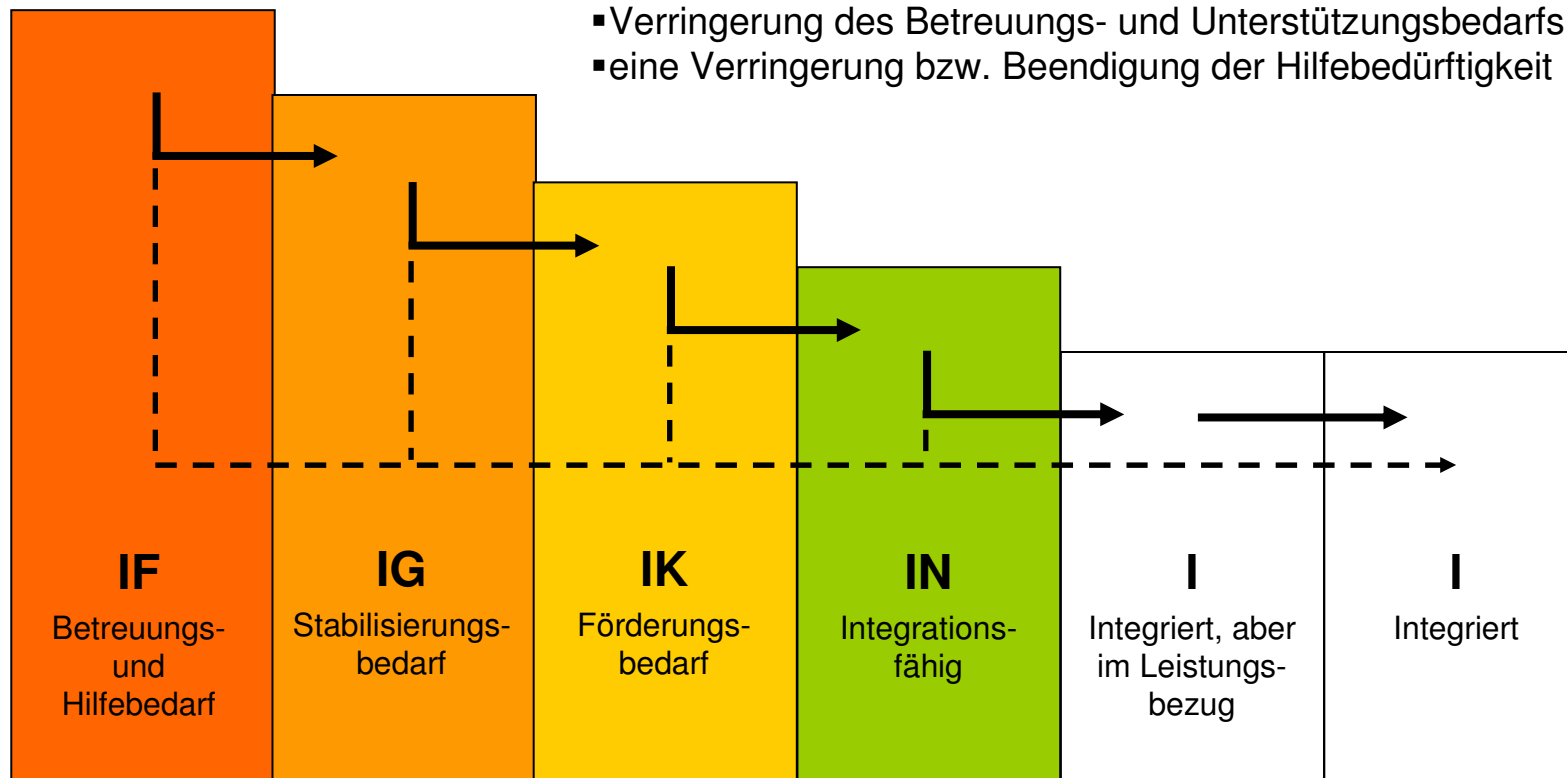 ▪Verringerung des Betreuungs- und Unterstützungsbedarfs
▪eine Verringerung bzw. Beendigung der Hilfebedürftigkeit
IF
Betreuungs-
und
Hilfebedarf
IG
Stabilisierungs-
bedarf
IK
Förderungs-
bedarf
IN
Integrations-
fähig
I
Integriert, aber
im Leistungs-
bezug
I
Integriert